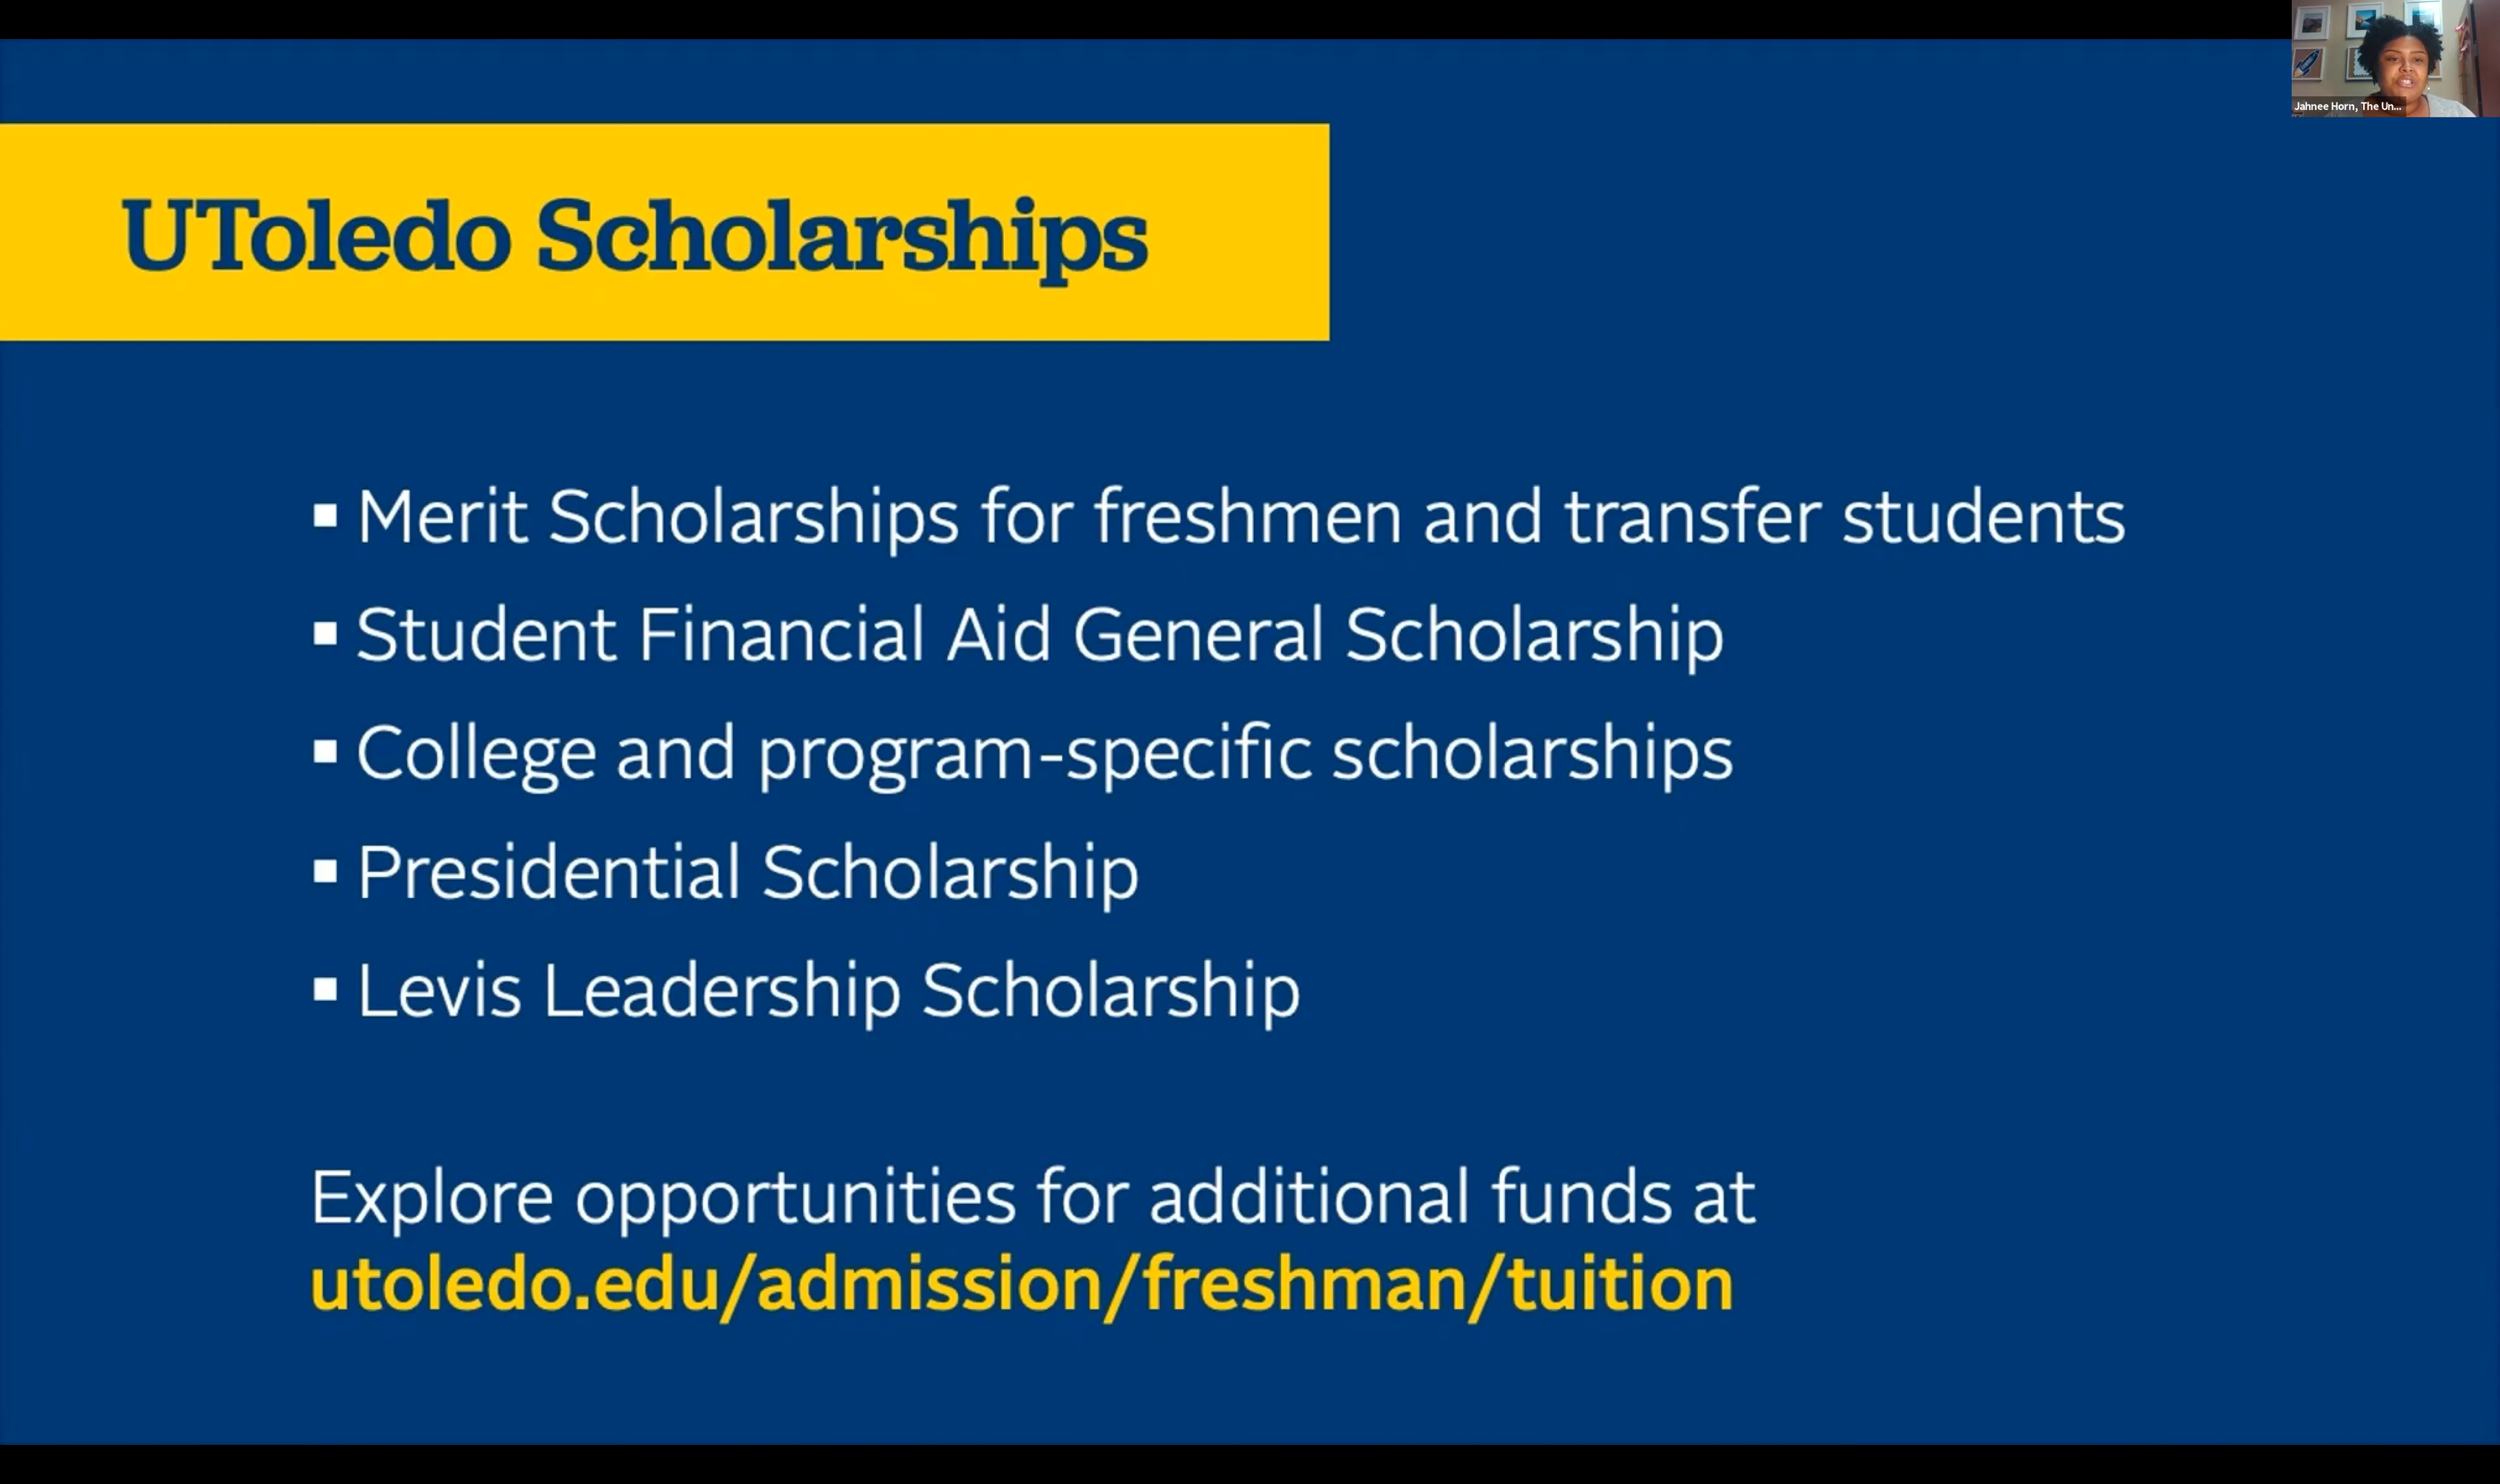 Jahnee Horn, The Un...
UToledo Scholarships
▪ Merit Scholarships for freshmen and transfer students
▪ Student Financial Aid General Scholarship
▪ College and program-specific scholarships
▪ Presidential Scholarship
▪ Levis Leadership Scholarship
Explore opportunities for additional funds at
utoledo.edu/admission/freshman/tuition